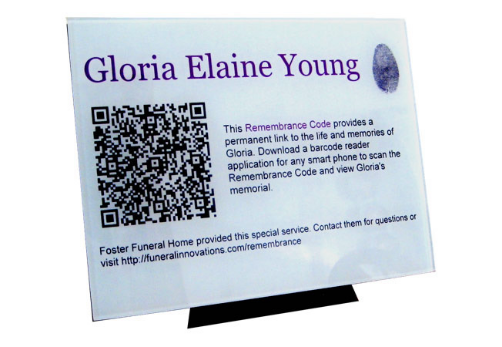 Gloria Elaine Young
This Remembrance Code provides a
permanent link to the life and memories of
Gloria. Download a barcode reader
application for any smart phone to scan the
Remembrance Code and view Gloria's
memorial.
Foster Funeral Home provided this special service. Contact them for questions or
visit http://funeralinnovations.com/remembrance